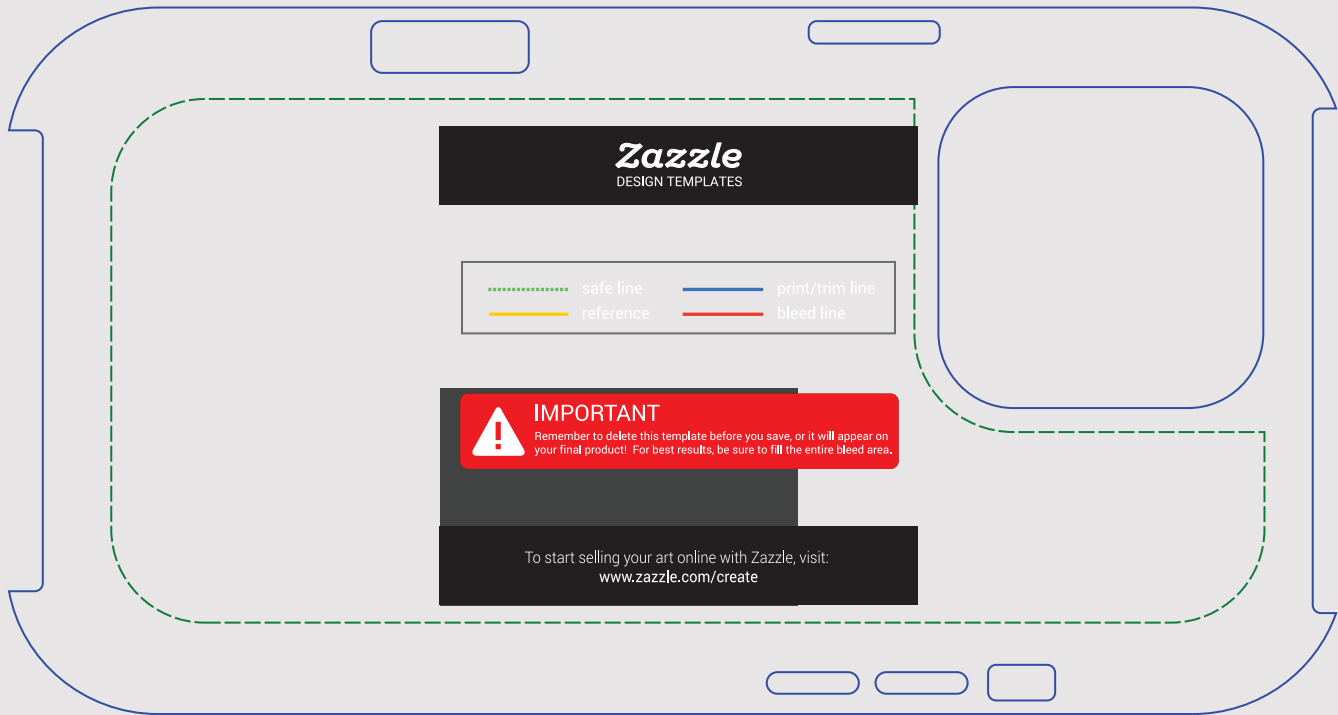 Zazzle
DESIGN TEMPLATES
safe line
print/trim line
reference
bleed line
IMPORTANT
Remember to delete this template before you save, or it will appear on
your final product!  For best results, be sure to fill the entire bleed area.
To start selling your art online with Zazzle, visit:
www.zazzle.com/create